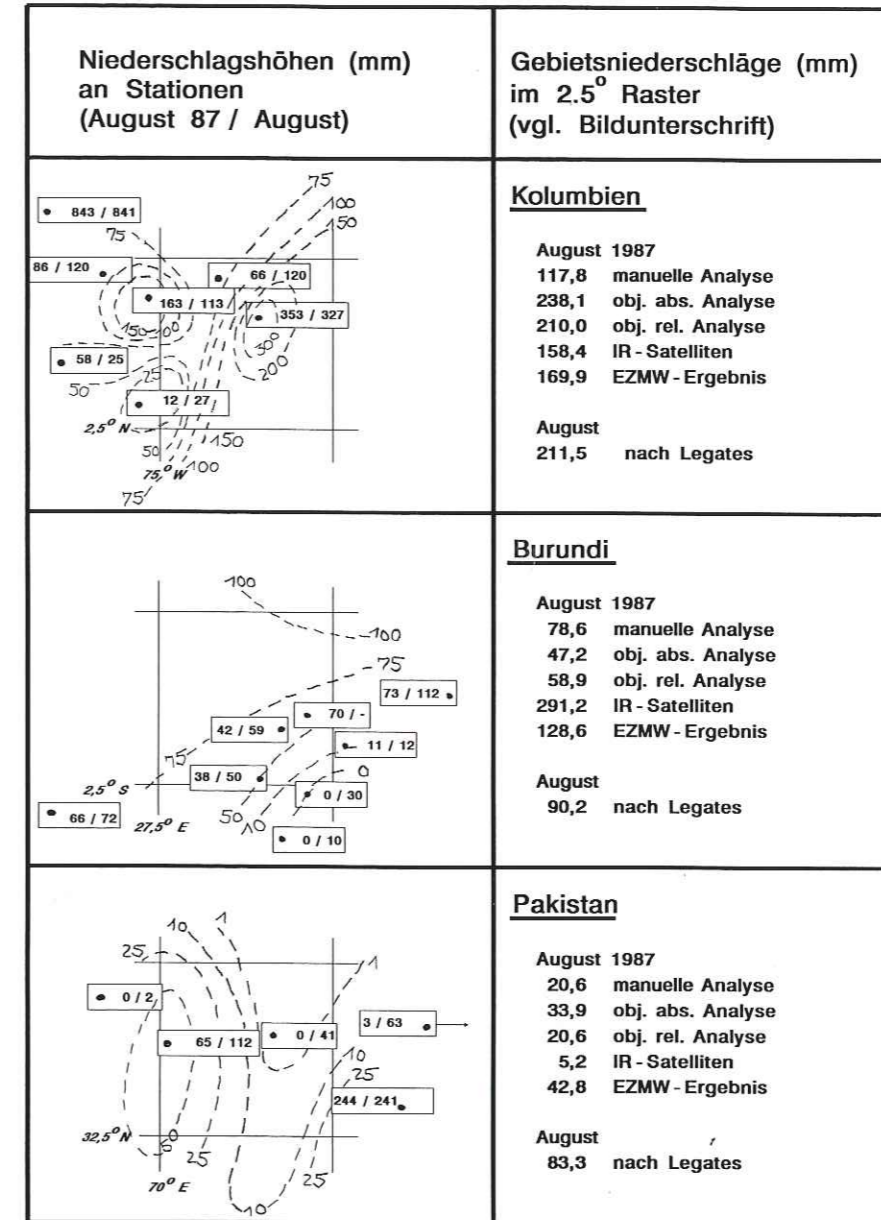 Niederschlagshöhen (mm)
an Stationen
(August 87 / August)
Gebietsniederschläge (mm)
im 2.5° Raster
(vgl. Bildunterschrift)
75
100
50
843 / 841
75
86 / 120
66 / 120
163 / 113
353 / 327
150
100
300
58 / 25
25
200
50
12 / 27
2,5° N
150
50
75,° W
100
75
Kolumbien
August 1987
117,8 manuelle Analyse
238,1 obj. abs. Analyse
210,0 obj. rel. Analyse
158,4 IR - Satelliten
169,9 EZMW - Ergebnis
August
211,5 nach Legates
100
100
75
73 / 112
70 / -
42 / 59
11 / 12
75
0
38 / 50
2,5° S
0 / 30
50
10
66 / 72
27,5° E
0 / 10
Burundi
August 1987
78,6 manuelle Analyse
47,2 obj. abs. Analyse
58,9 obj. rel. Analyse
291,2 IR - Satelliten
128,6 EZMW - Ergebnis
August
90,2 nach Legates
10
1
25
1
0 / 2
3 / 63
65 / 112
0 / 41
10
25
244 / 241
32,5° N
50
25
25
70° E
10
Pakistan
August 1987
20,6 manuelle Analyse
33,9 obj. abs. Analyse
20,6 obj. rel. Analyse
5,2 IR - Satelliten
42,8 EZMW - Ergebnis
August
83,3 nach Legates